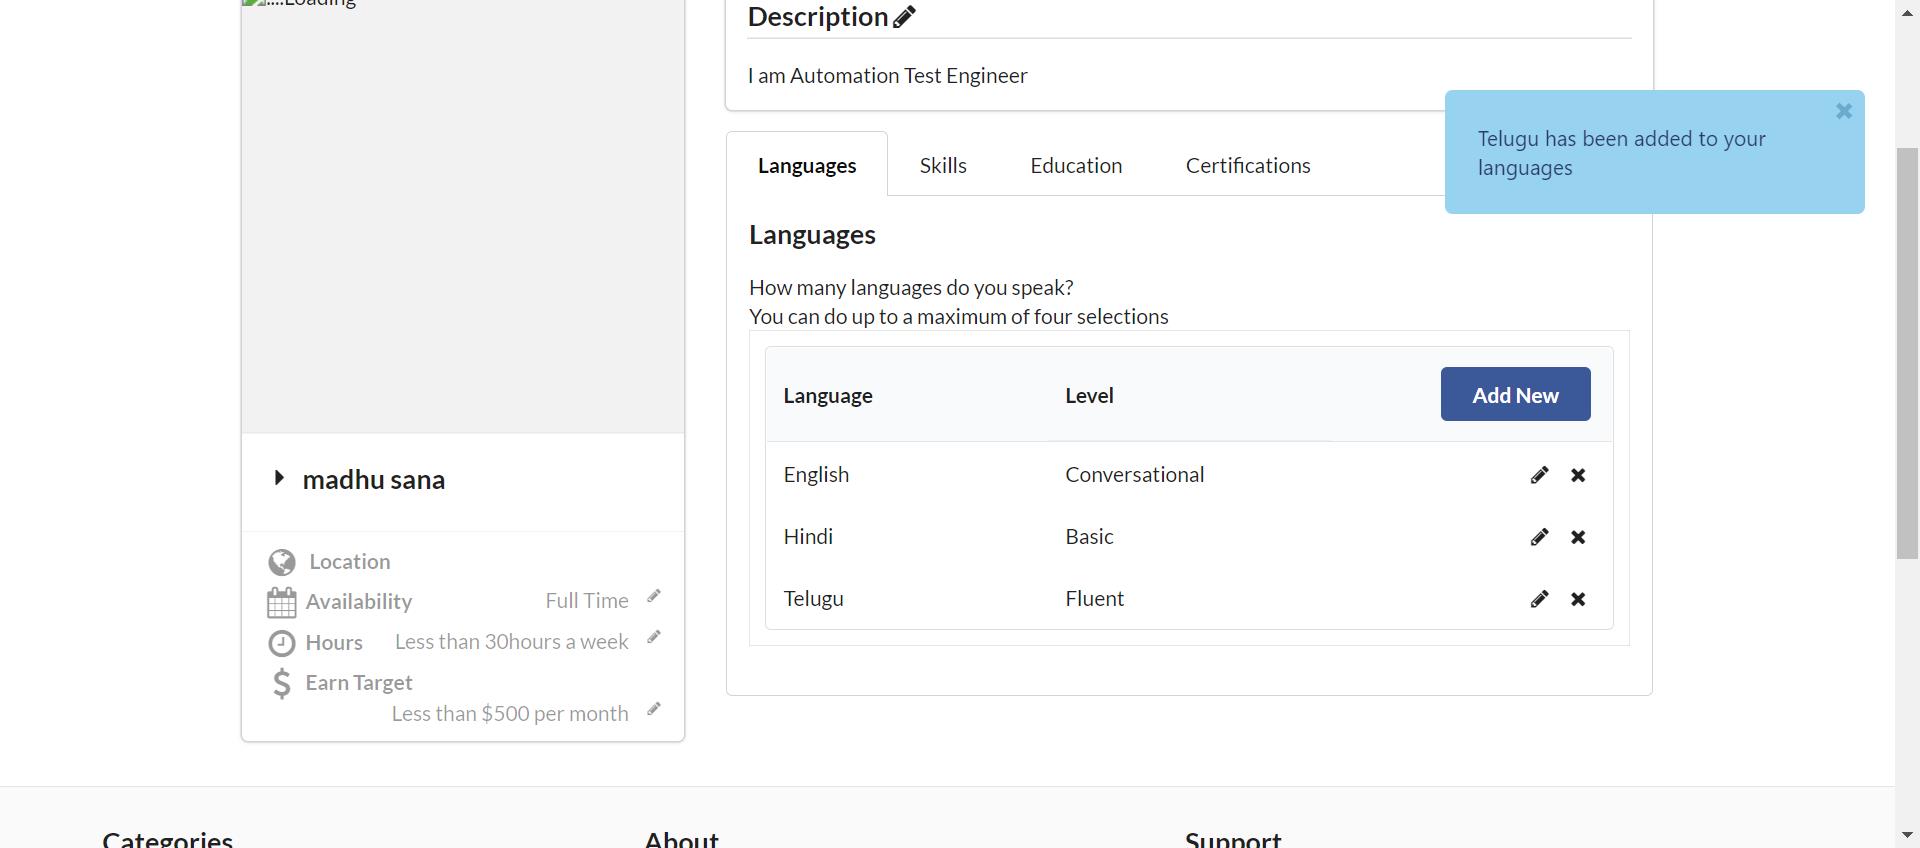 ....Loading
Description
I am Automation Test Engineer
Telugu has been added to your
languages
Languages Skills Education Certifications
Languages
How many languages do you speak?
You can do up to a maximum of four selections
Language Level Add New
English Conversational
Hindi Basic
Telugu Fluent
madhu sana
Location
Availability Full Time
Hours Less than 30hours a week
Earn Target
Less than $500 per month
Categories About Support